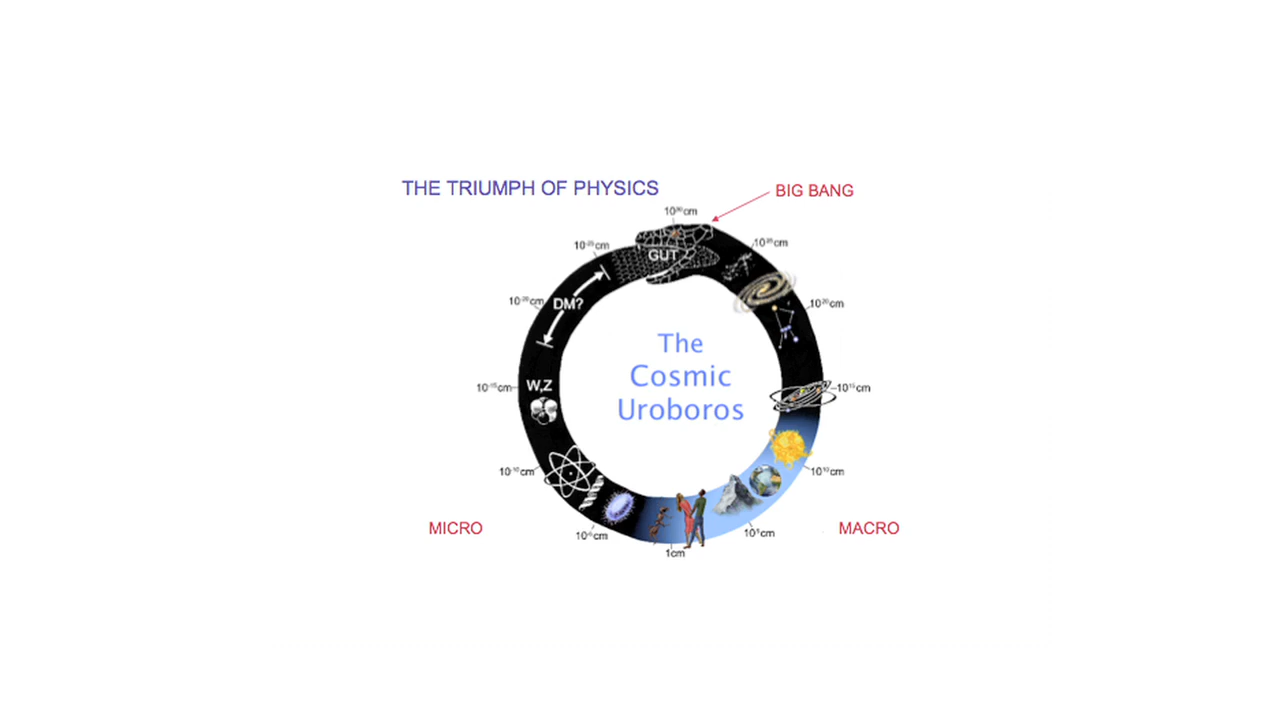 THE TRIUMPH OF PHYSICS
BIG BANG
10³⁰cm
10⁻²⁵cm
10²⁵cm
GUT
10⁻²⁰cm
DM?
10²⁰cm
The
Cosmic
Uroboros
10⁻¹⁵cm
W,Z
10¹⁵cm
10⁻¹⁰cm
10¹⁰cm
MICRO
MACRO
10⁻⁵cm
10⁵cm
1cm